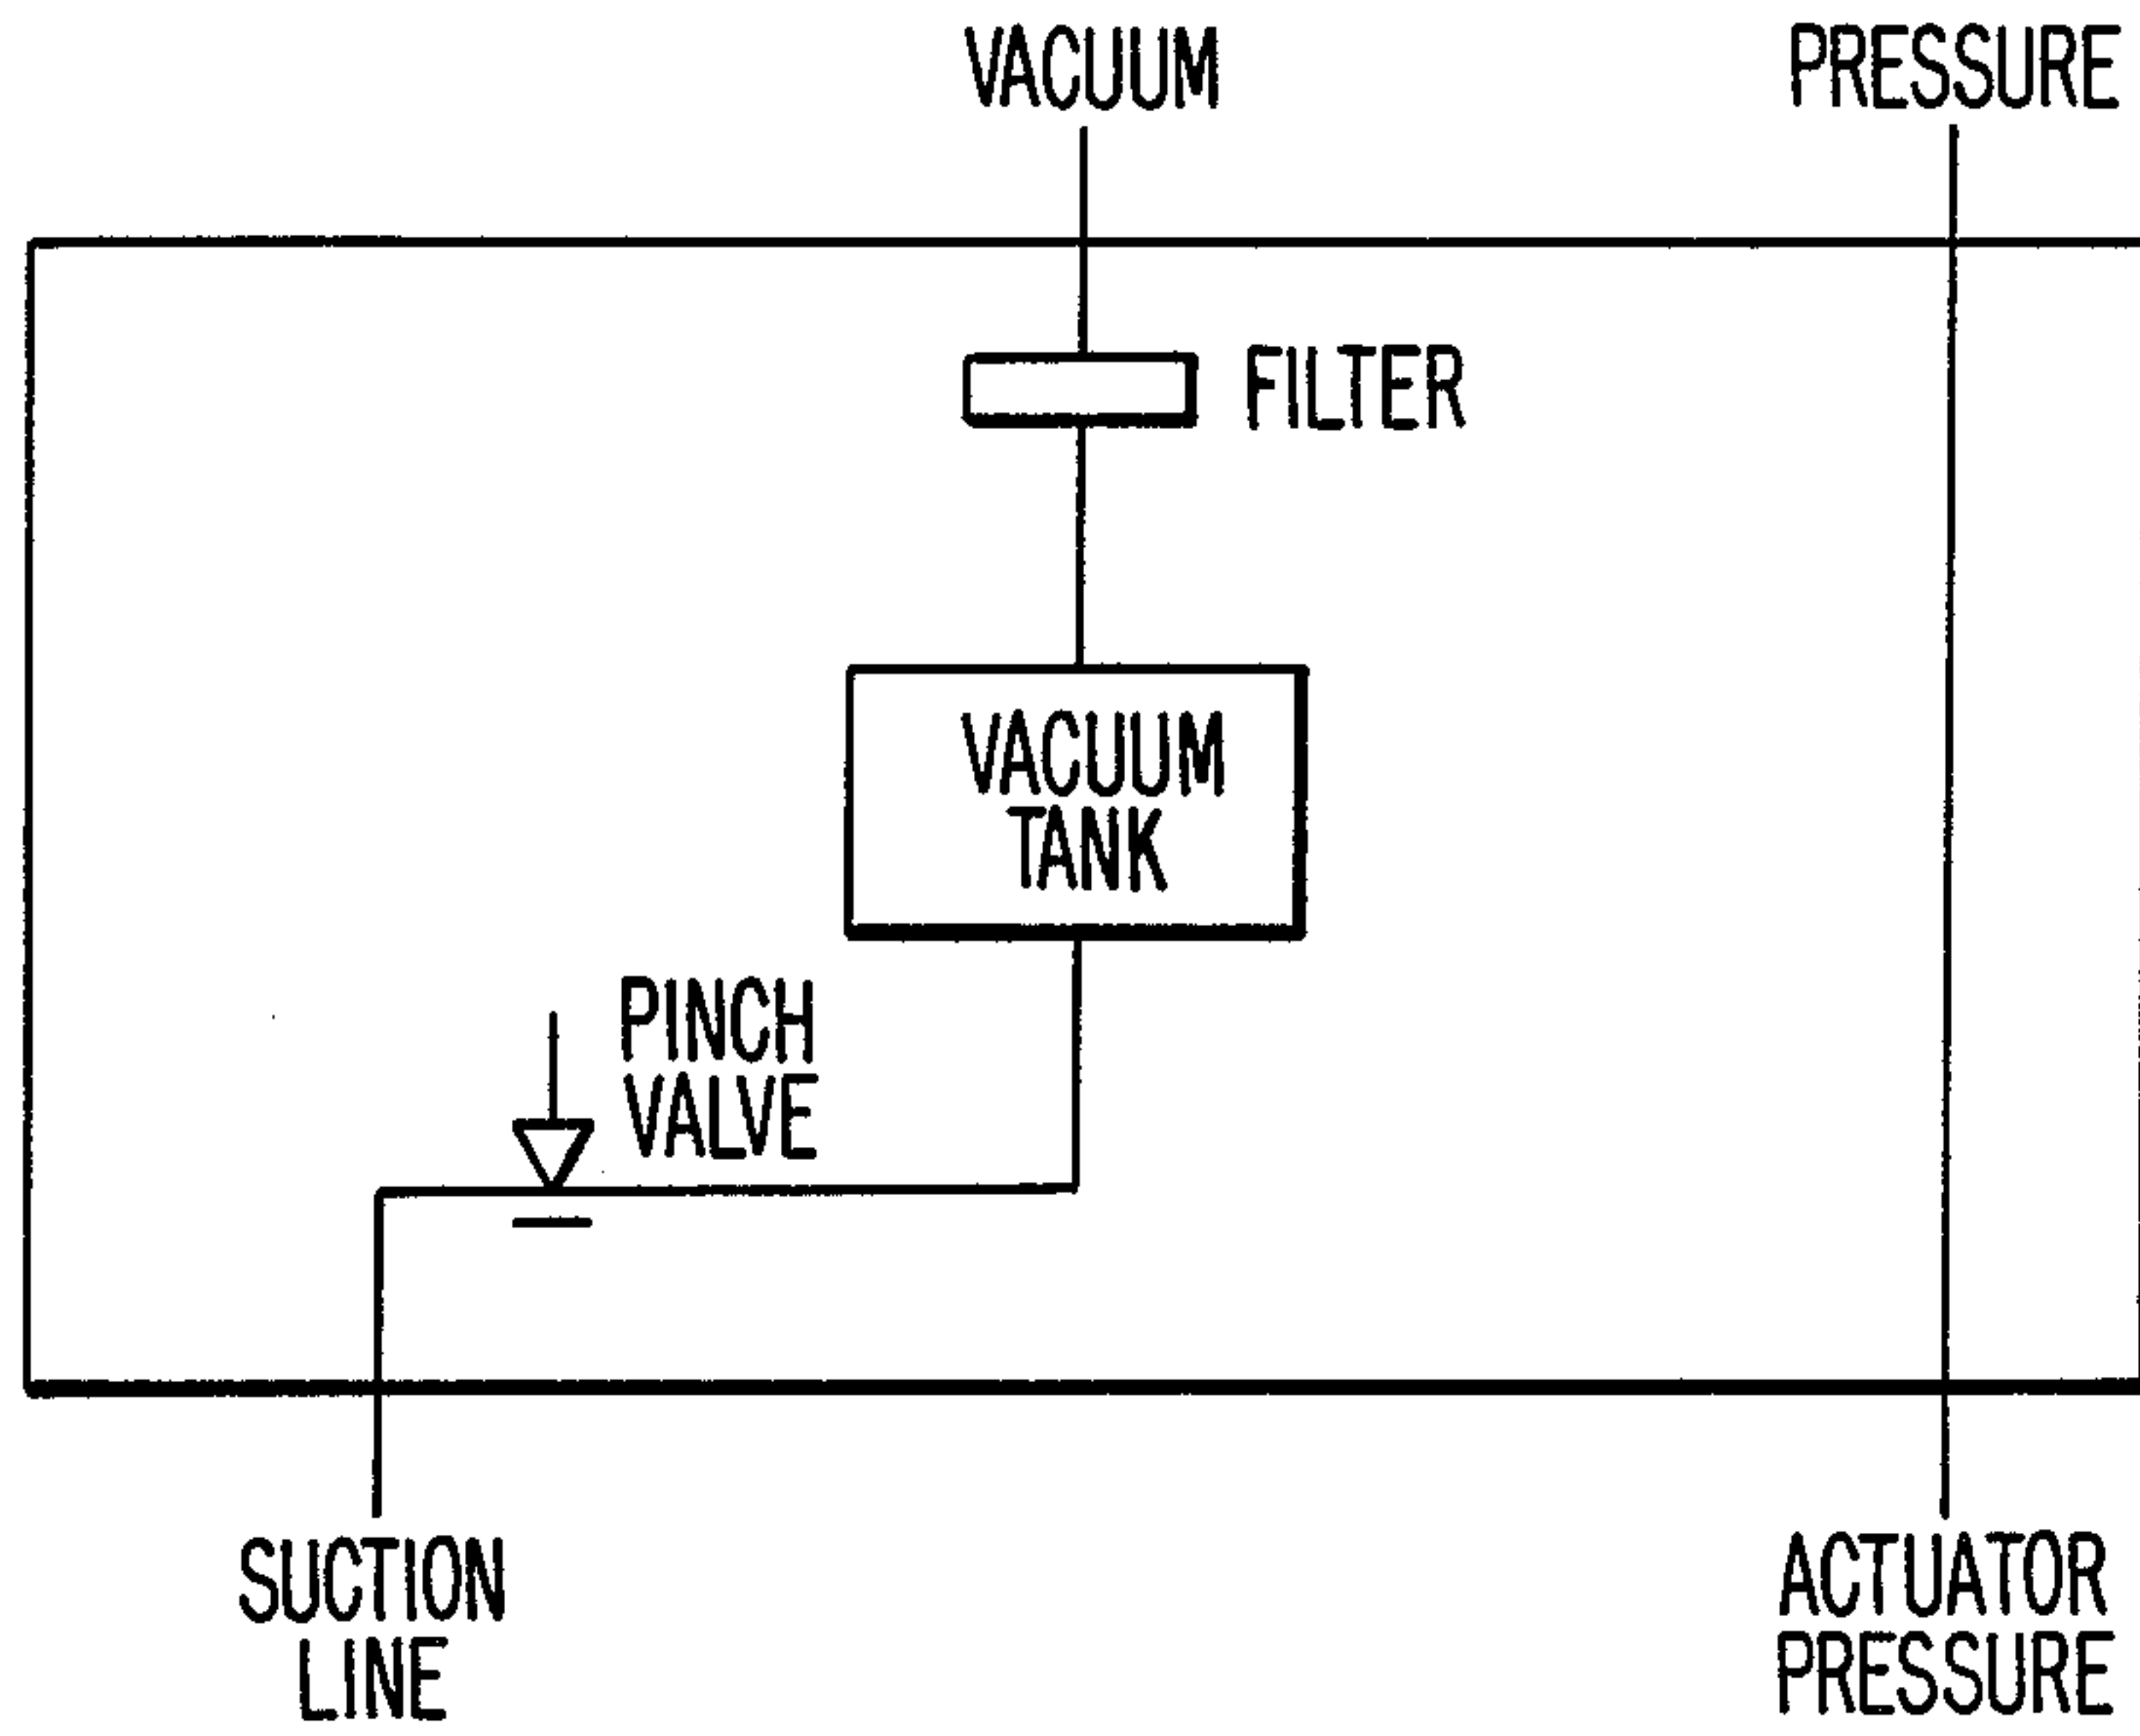 VACUUM
PRESSURE
FILTER
VACUUM
TANK
PINCH
VALVE
SUCTION
LINE
ACTUATOR
PRESSURE